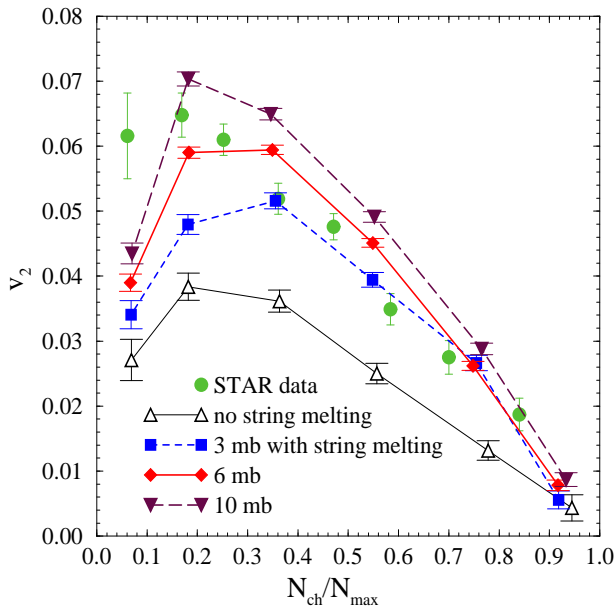 0.08
0.07
0.06
0.05
0.04
0.03
0.02
0.01
0.00
v₂
STAR data
no string melting
3 mb with string melting
6 mb
10 mb
0.0 0.1 0.2 0.3 0.4 0.5 0.6 0.7 0.8 0.9 1.0
N_ch/N_max